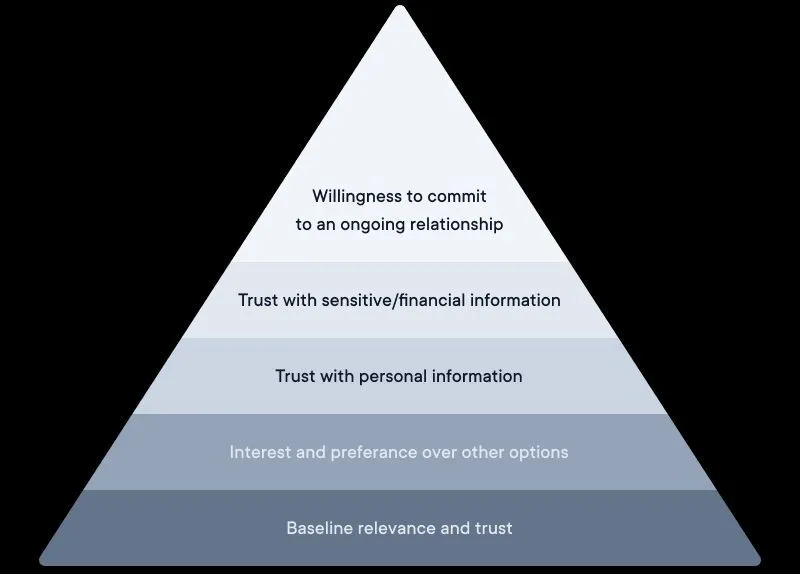 Willingness to commit
to an ongoing relationship
Trust with sensitive/financial information
Trust with personal information
Interest and preferance over other options
Baseline relevance and trust